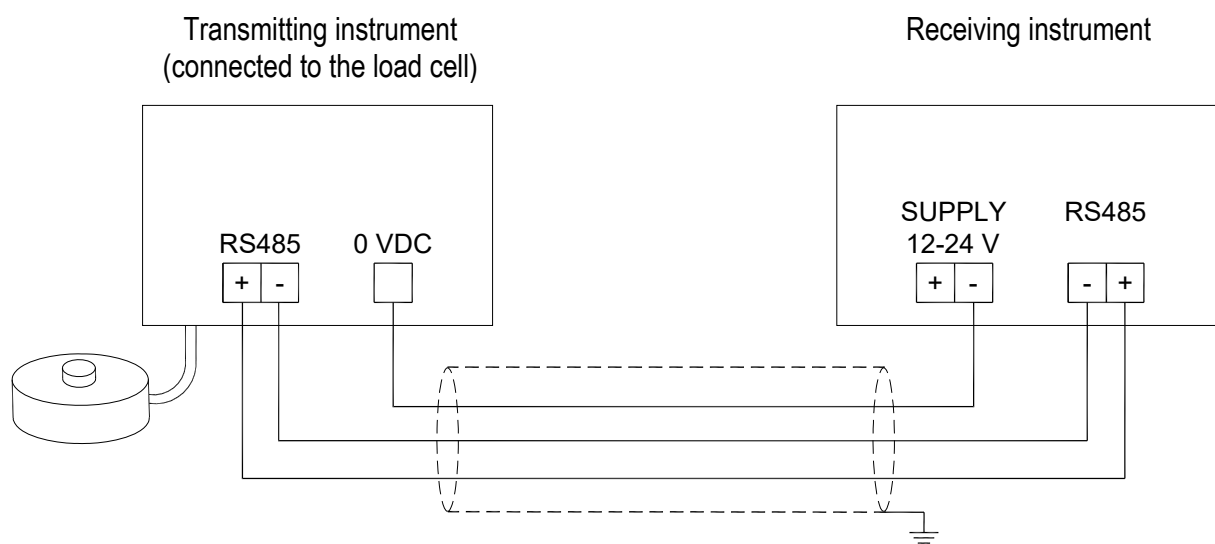 Transmitting instrument
(connected to the load cell)
Receiving instrument
RS485
0 VDC
+ -
SUPPLY
12-24 V
RS485
+ -
- +